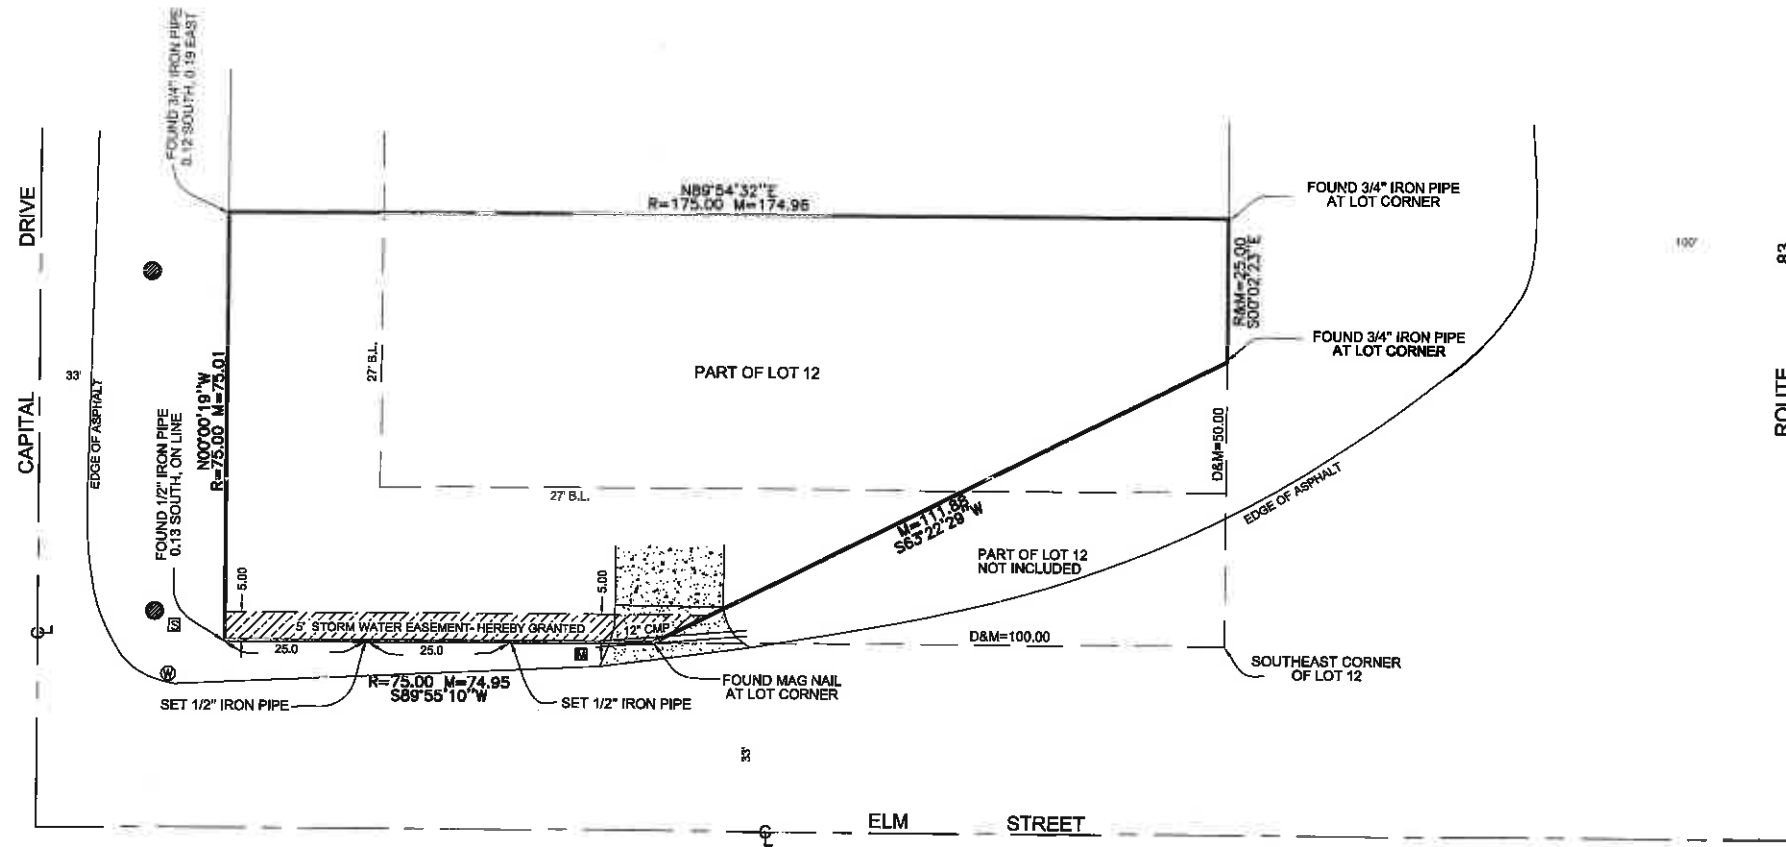 FOUND 3/4" IRON PIPE
0.12 SOUTH, 0.19 EAST
N89°54'32"E
R=175.00 M=174.96
FOUND 3/4" IRON PIPE
AT LOT CORNER
CAPITAL DRIVE
100'
ROUTE 83
R&M=25.00
S00°02'23"E
FOUND 3/4" IRON PIPE
AT LOT CORNER
33'
EDGE OF ASPHALT
N00°00'19"W
R=75.00 M=75.01
27' B.L.
PART OF LOT 12
FOUND 1/2" IRON PIPE
0.13 SOUTH, ON LINE
D&M=50.00
27' B.L.
M=111.88
S63°22'29"W
EDGE OF ASPHALT
PART OF LOT 12
NOT INCLUDED
5.00
5.00
5' STORM WATER EASEMENT- HEREBY GRANTED
12" CMP
S
M
W
25.0
25.0
D&M=100.00
SOUTHEAST CORNER
OF LOT 12
R=75.00 M=74.95
S89°55'10"W
FOUND MAG NAIL
AT LOT CORNER
SET 1/2" IRON PIPE
SET 1/2" IRON PIPE
33'
ELM STREET